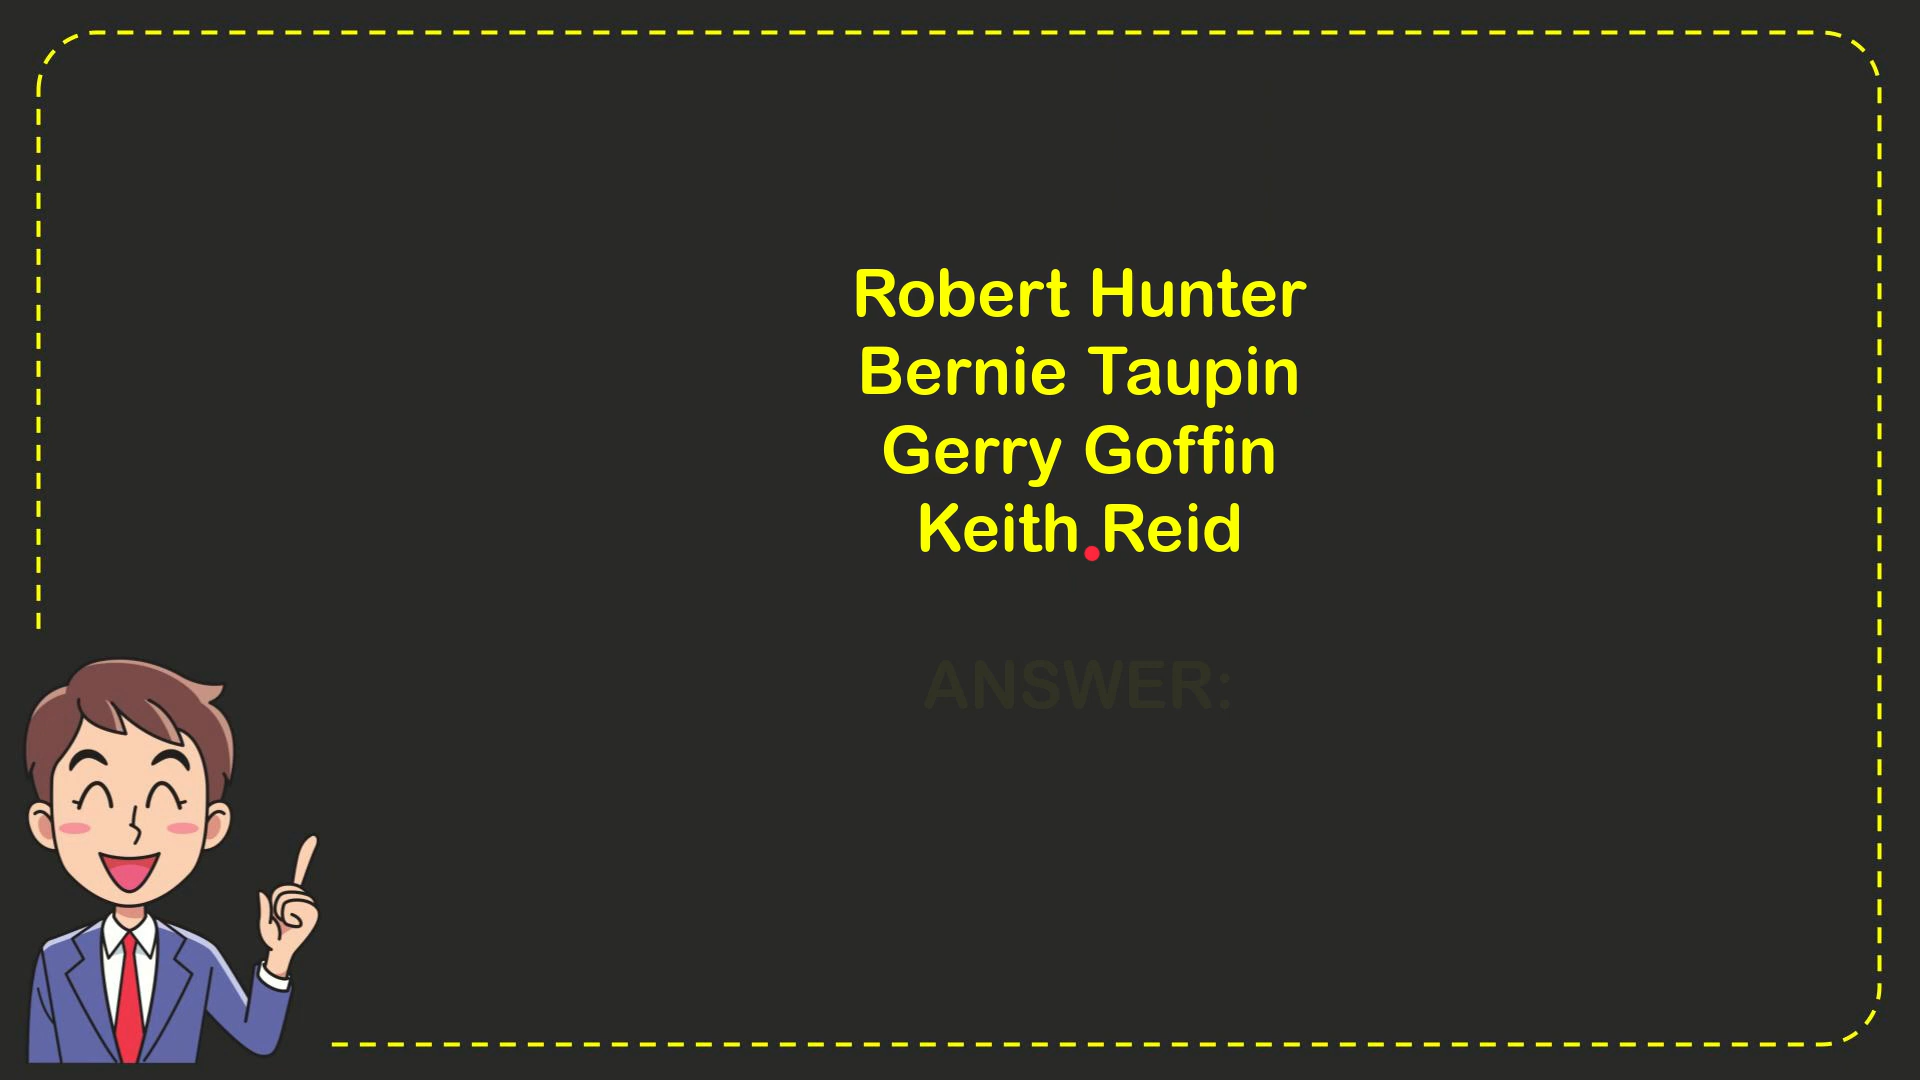 Robert Hunter
Bernie Taupin
Gerry Goffin
Keith Reid
ANSWER: